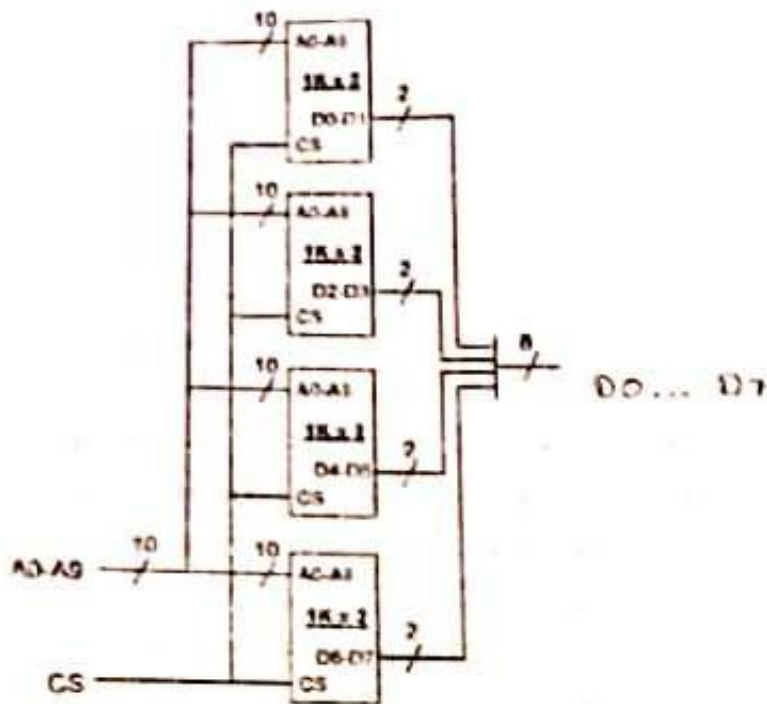 10
A0-A9
1K x 2
2
D0-D1
CS
10
A0-A9
1K x 2
2
D2-D3
CS
8
D0... D7
10
A0-A9
1K x 2
2
D4-D5
CS
A0-A9
10
10
A0-A9
1K x 2
2
D6-D7
CS
CS